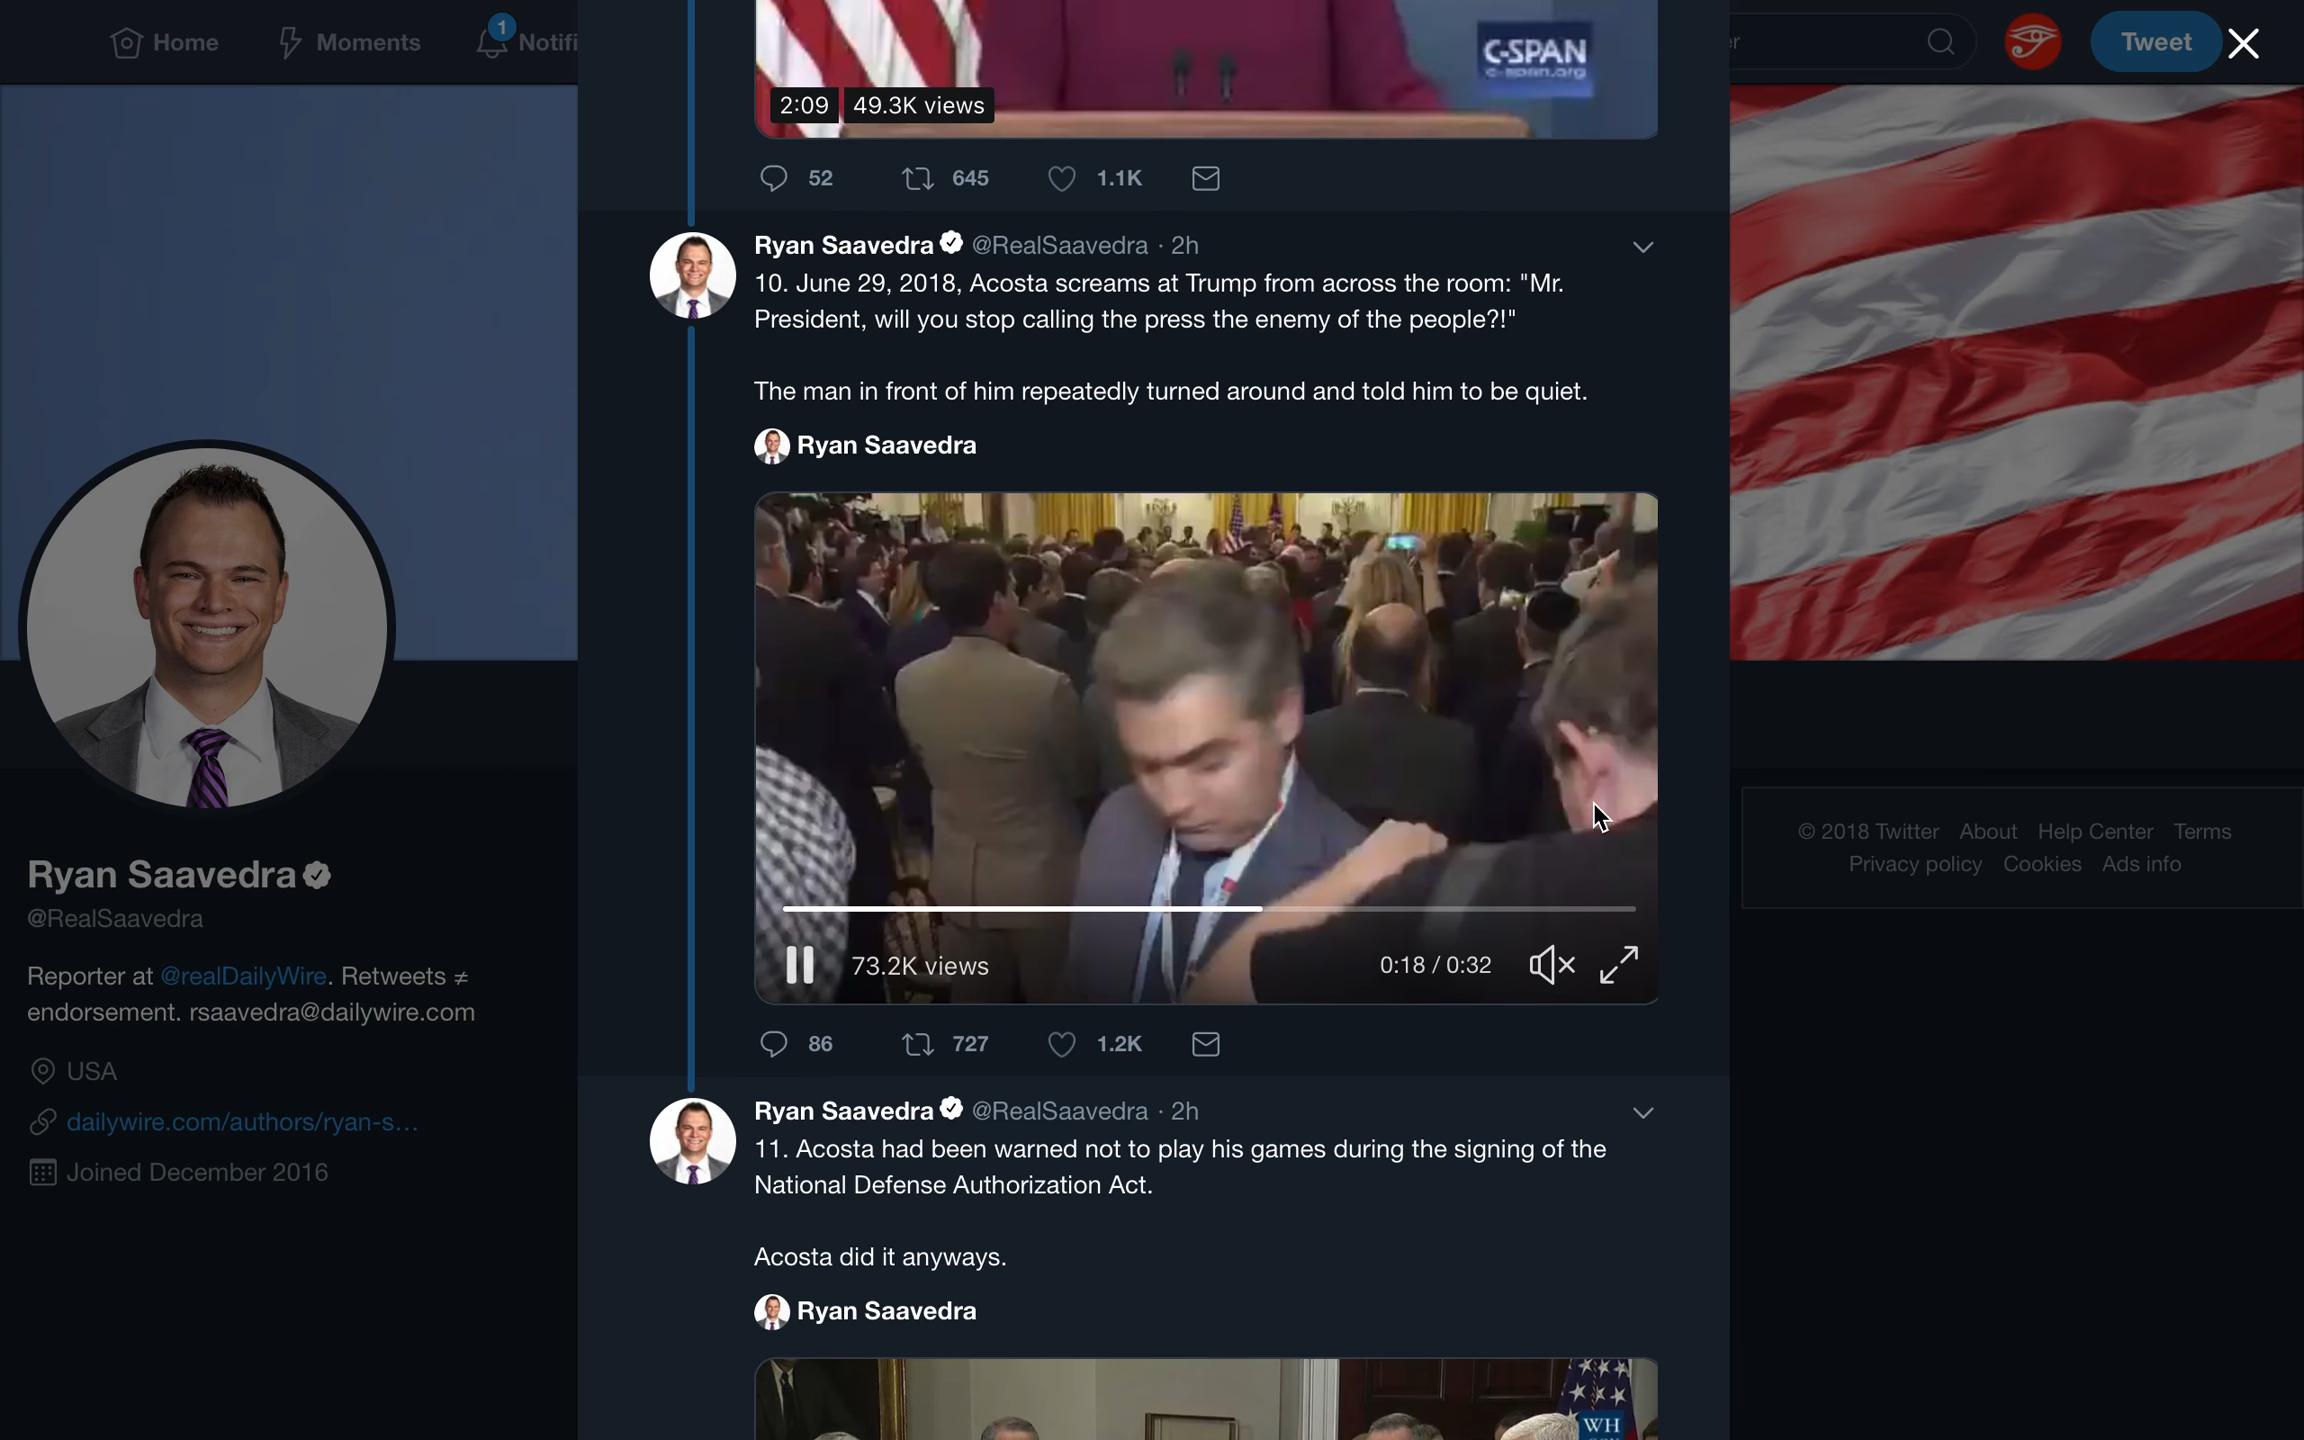 Home
Moments
1
Notifi
er
Tweet
C-SPAN
c-span.org
2:09
49.3K views
52
645
1.1K
Ryan Saavedra @RealSaavedra · 2h
10. June 29, 2018, Acosta screams at Trump from across the room: "Mr.
President, will you stop calling the press the enemy of the people?!"
The man in front of him repeatedly turned around and told him to be quiet.
Ryan Saavedra
73.2K views
0:18 / 0:32
86
727
1.2K
Ryan Saavedra @RealSaavedra · 2h
11. Acosta had been warned not to play his games during the signing of the
National Defense Authorization Act.
Acosta did it anyways.
Ryan Saavedra
WH
Ryan Saavedra
@RealSaavedra
Reporter at @realDailyWire. Retweets ≠
endorsement. rsaavedra@dailywire.com
USA
dailywire.com/authors/ryan-s...
Joined December 2016
© 2018 Twitter About Help Center Terms
Privacy policy Cookies Ads info